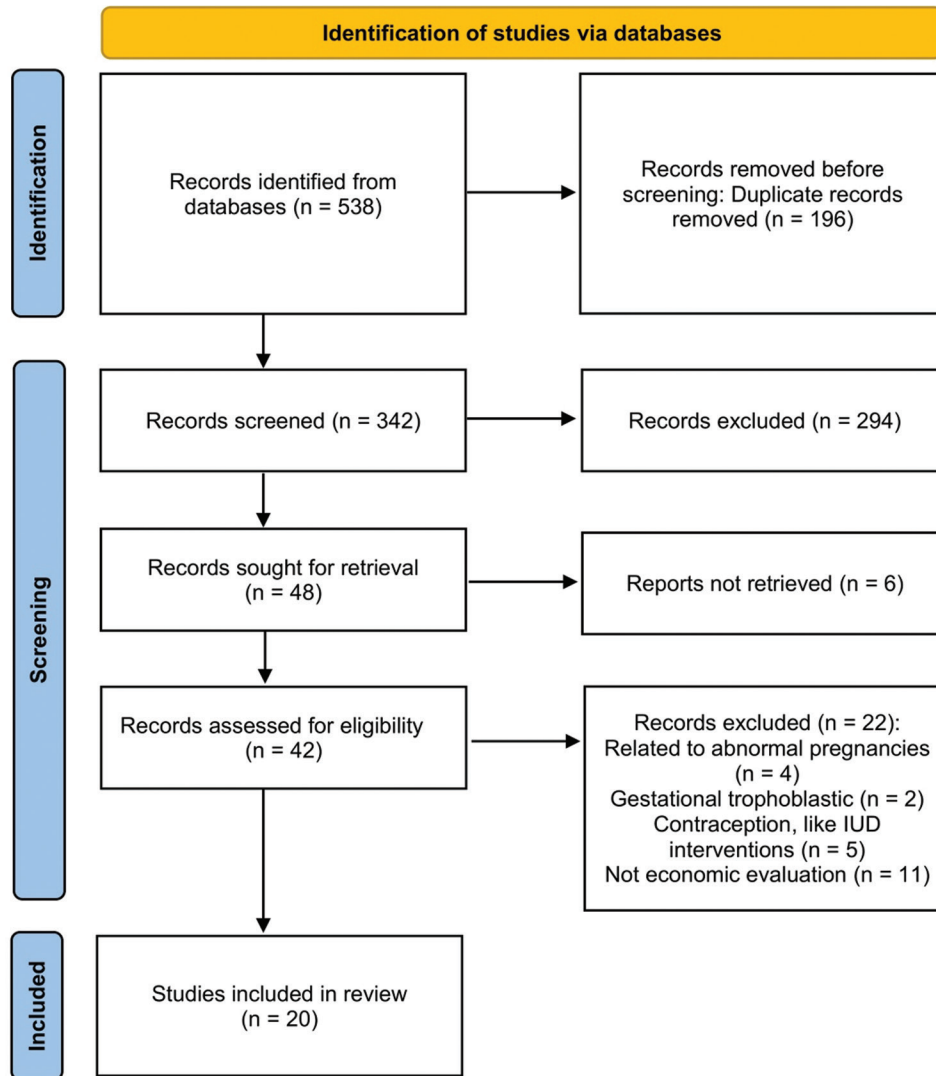 Identification of studies via databases
Identification
Records identified from
databases (n = 538)
Records removed before
screening: Duplicate records
removed (n = 196)
Screening
Records screened (n = 342)
Records excluded (n = 294)
Records sought for retrieval
(n = 48)
Reports not retrieved (n = 6)
Records assessed for eligibility
(n = 42)
Records excluded (n = 22):
Related to abnormal pregnancies
(n = 4)
Gestational trophoblastic (n = 2)
Contraception, like IUD
interventions (n = 5)
Not economic evaluation (n = 11)
Included
Studies included in review
(n = 20)